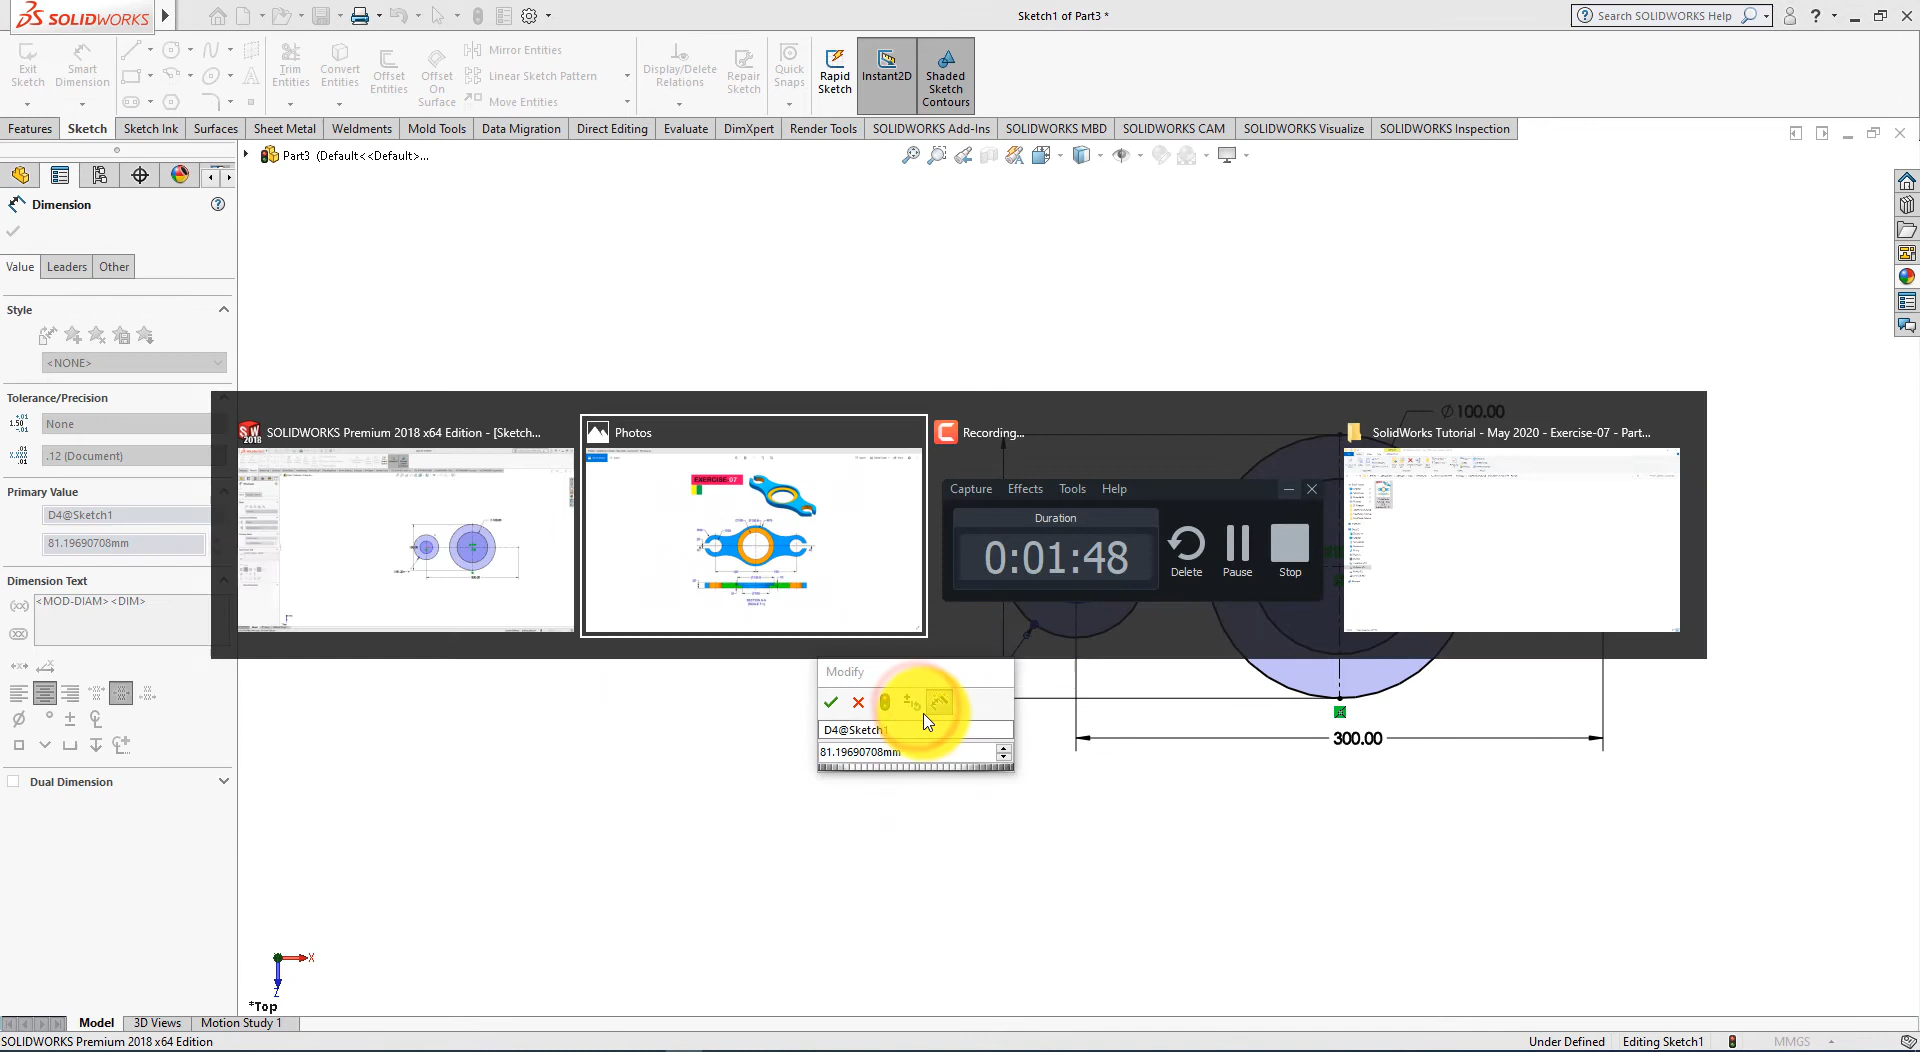 SOLIDWORKS
Sketch1 of Part3 *
Search SOLIDWORKS Help
Exit Sketch
Smart Dimension
Trim Entities
Convert Entities
Offset Entities
Offset On Surface
Mirror Entities
Linear Sketch Pattern
Move Entities
Display/Delete Relations
Repair Sketch
Quick Snaps
Rapid Sketch
Instant2D
Shaded Sketch Contours
Features
Sketch
Sketch Ink
Surfaces
Sheet Metal
Weldments
Mold Tools
Data Migration
Direct Editing
Evaluate
DimXpert
Render Tools
SOLIDWORKS Add-Ins
SOLIDWORKS MBD
SOLIDWORKS CAM
SOLIDWORKS Visualize
SOLIDWORKS Inspection
Part3 (Default<<Default>...
Dimension
Value
Leaders
Other
Style
<NONE>
Tolerance/Precision
None
.12 (Document)
Primary Value
D4@Sketch1
81.19690708mm
Dimension Text
<MOD-DIAM><DIM>
Dual Dimension
SOLIDWORKS Premium 2018 x64 Edition - [Sketch...
Photos
EXERCISE-07
Recording...
SolidWorks Tutorial - May 2020 - Exercise-07 - Part...
Capture
Effects
Tools
Help
Duration
0:01:48
Delete
Pause
Stop
Ø100.00
Modify
D4@Sketch1
81.19690708mm
300.00
X
Z
*Top
Model
3D Views
Motion Study 1
SOLIDWORKS Premium 2018 x64 Edition
Under Defined
Editing Sketch1
MMGS